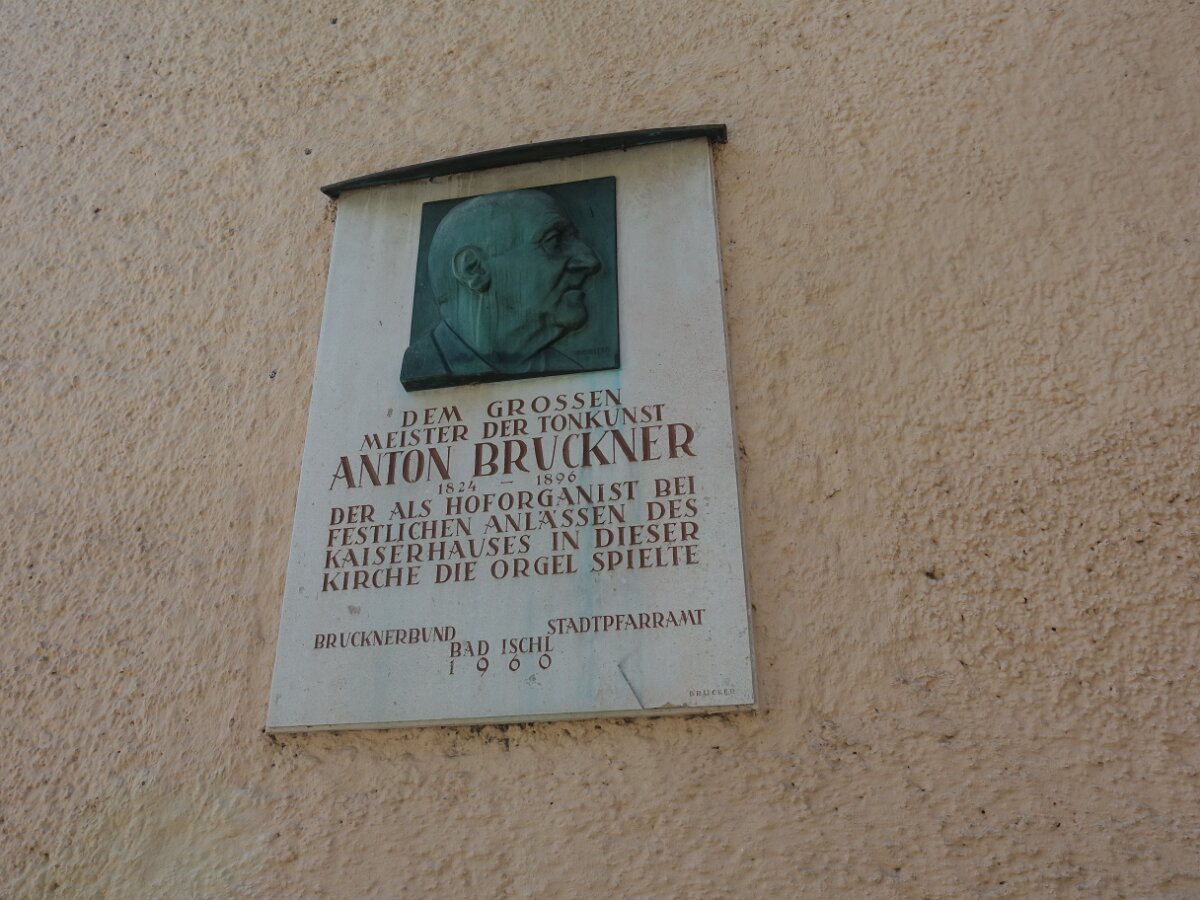 DEM GROSSEN
MEISTER DER TONKUNST
ANTON BRUCKNER
1824 – 1896
DER ALS HOFORGANIST BEI
FESTLICHEN ANLÄSSEN DES
KAISERHAUSES IN DIESER
KIRCHE DIE ORGEL SPIELTE
BRUCKNERBUND STADTPFARRAMT
BAD ISCHL
1960
BRUCKER